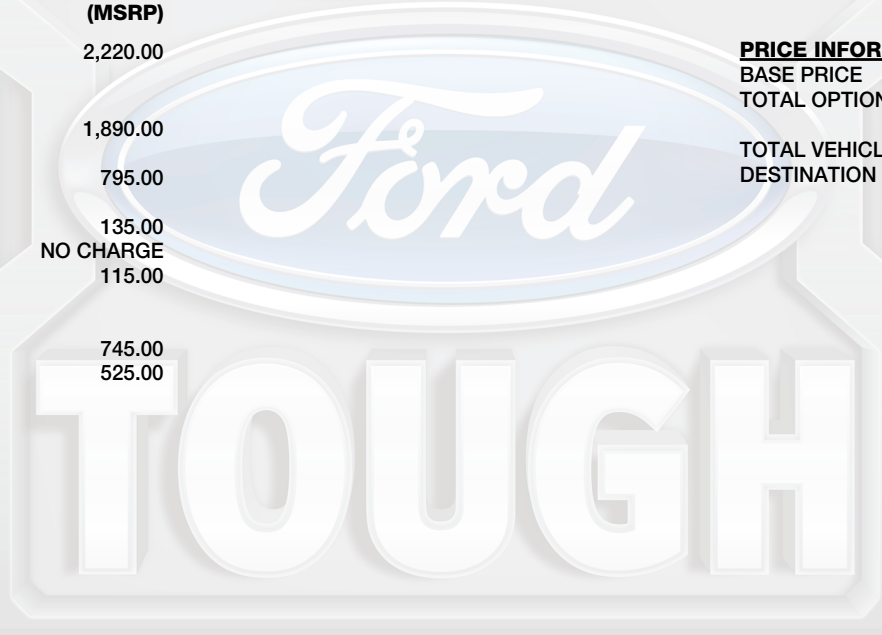 (MSRP)
2,220.00
1,890.00
795.00
135.00
NO CHARGE
115.00
745.00
525.00
PRICE INFOR
BASE PRICE
TOTAL OPTION
TOTAL VEHICL
DESTINATION
Ford
TOUGH